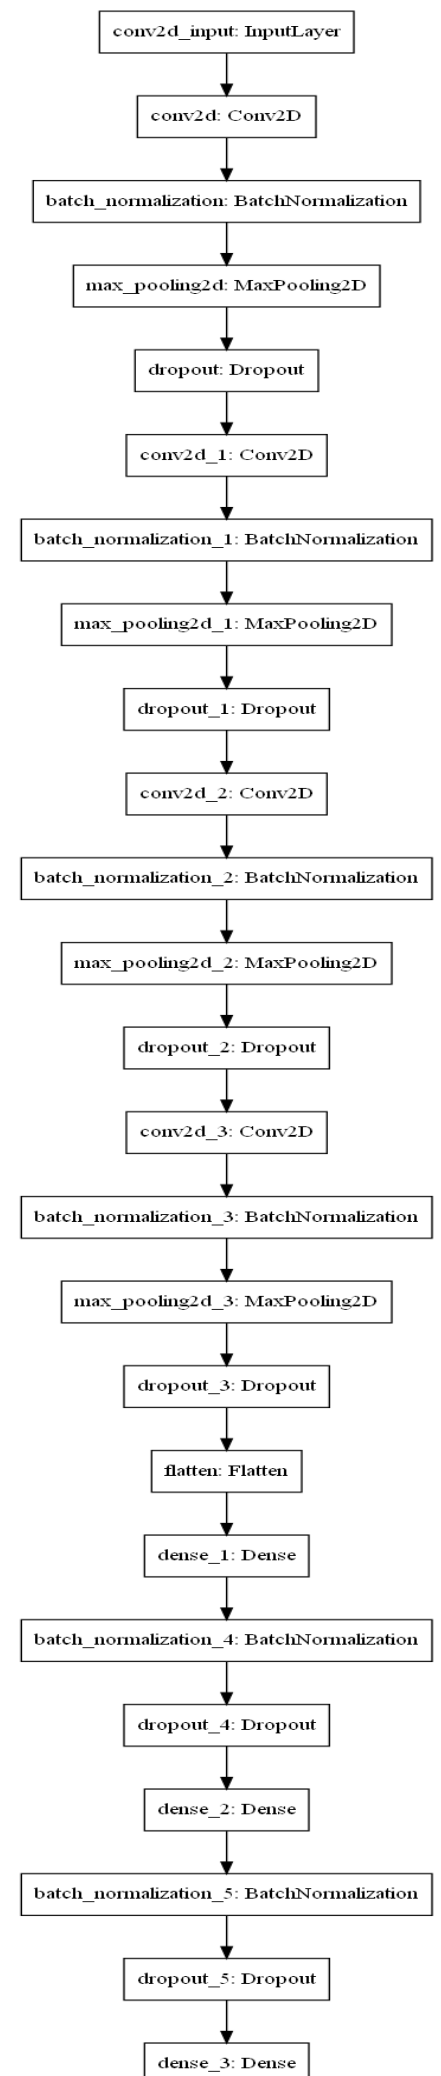 conv2d_input: InputLayer
conv2d: Conv2D
batch_normalization: BatchNormalization
max_pooling2d: MaxPooling2D
dropout: Dropout
conv2d_1: Conv2D
batch_normalization_1: BatchNormalization
max_pooling2d_1: MaxPooling2D
dropout_1: Dropout
conv2d_2: Conv2D
batch_normalization_2: BatchNormalization
max_pooling2d_2: MaxPooling2D
dropout_2: Dropout
conv2d_3: Conv2D
batch_normalization_3: BatchNormalization
max_pooling2d_3: MaxPooling2D
dropout_3: Dropout
flatten: Flatten
dense_1: Dense
batch_normalization_4: BatchNormalization
dropout_4: Dropout
dense_2: Dense
batch_normalization_5: BatchNormalization
dropout_5: Dropout
dense_3: Dense